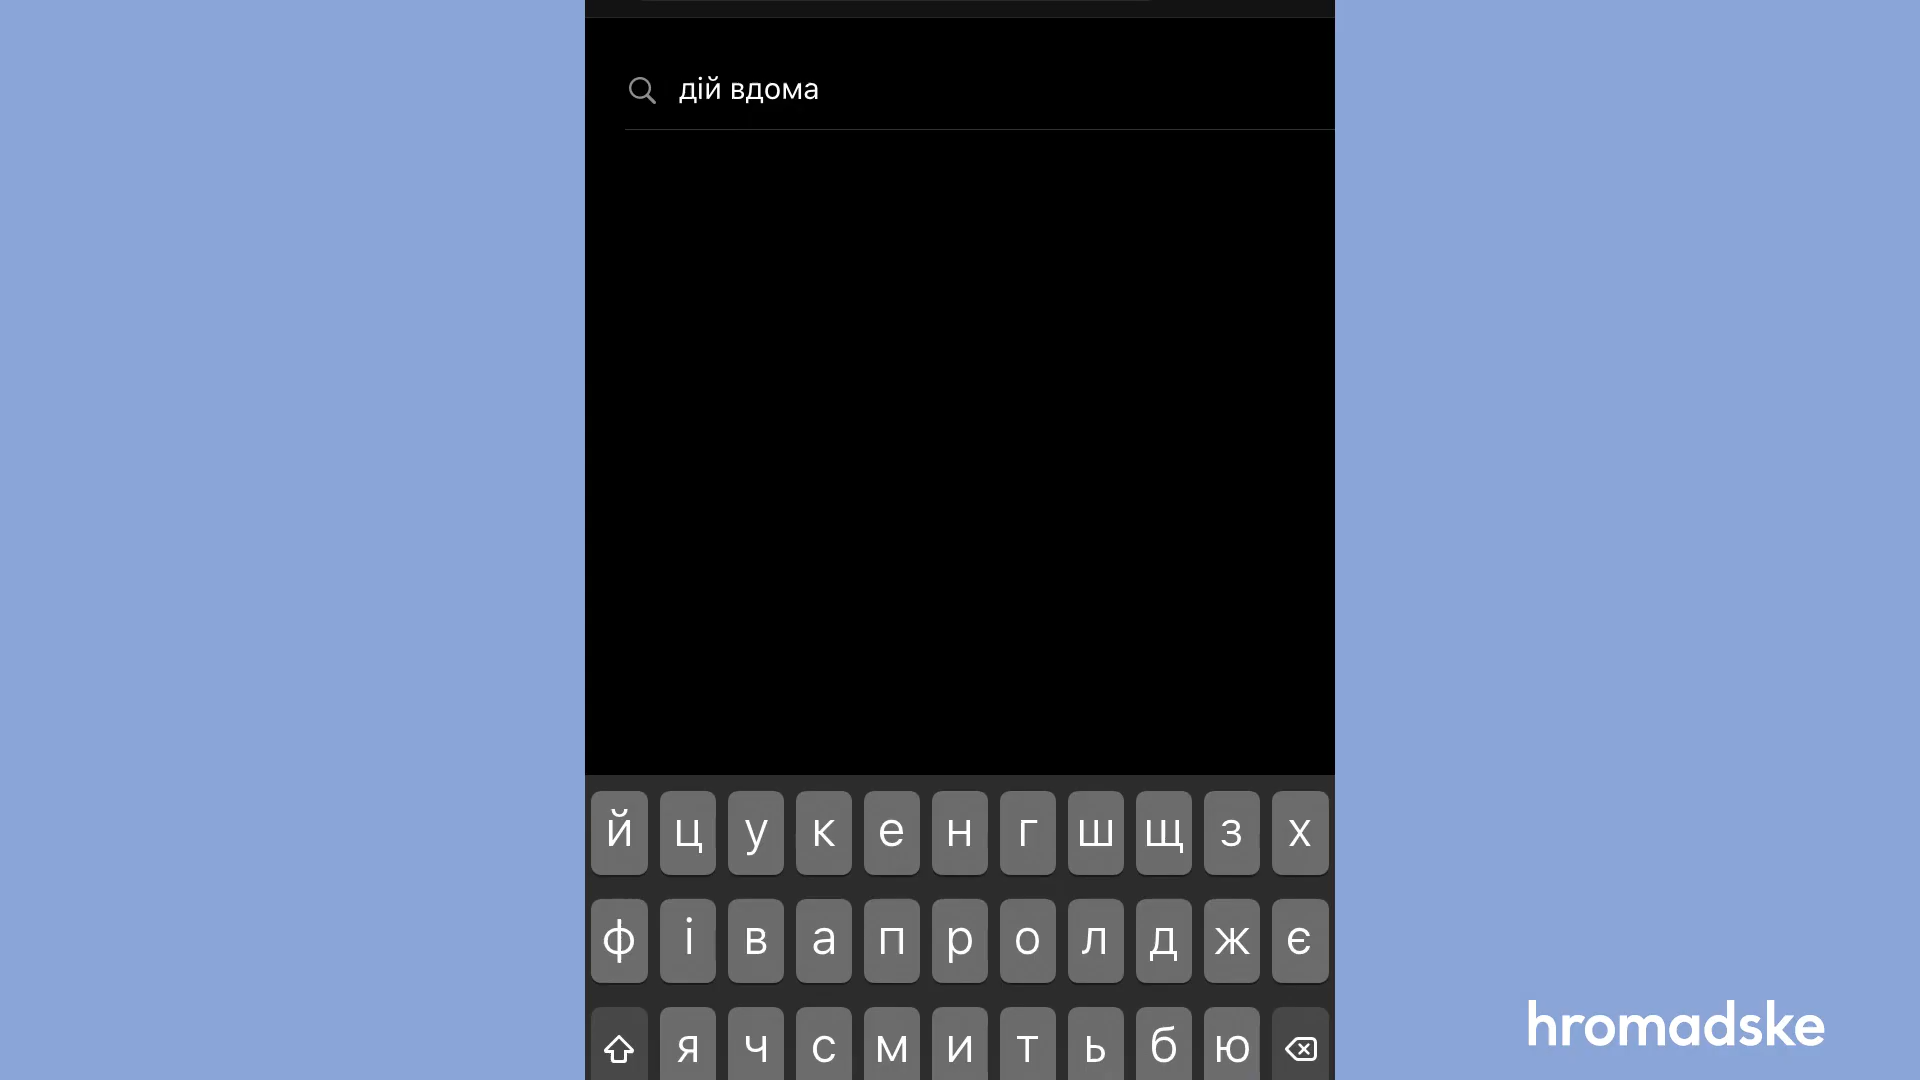 дій вдома
й ц у к е н г ш щ з х
ф і в а п р о л д ж є
я ч с м и т ь б ю
hromadske